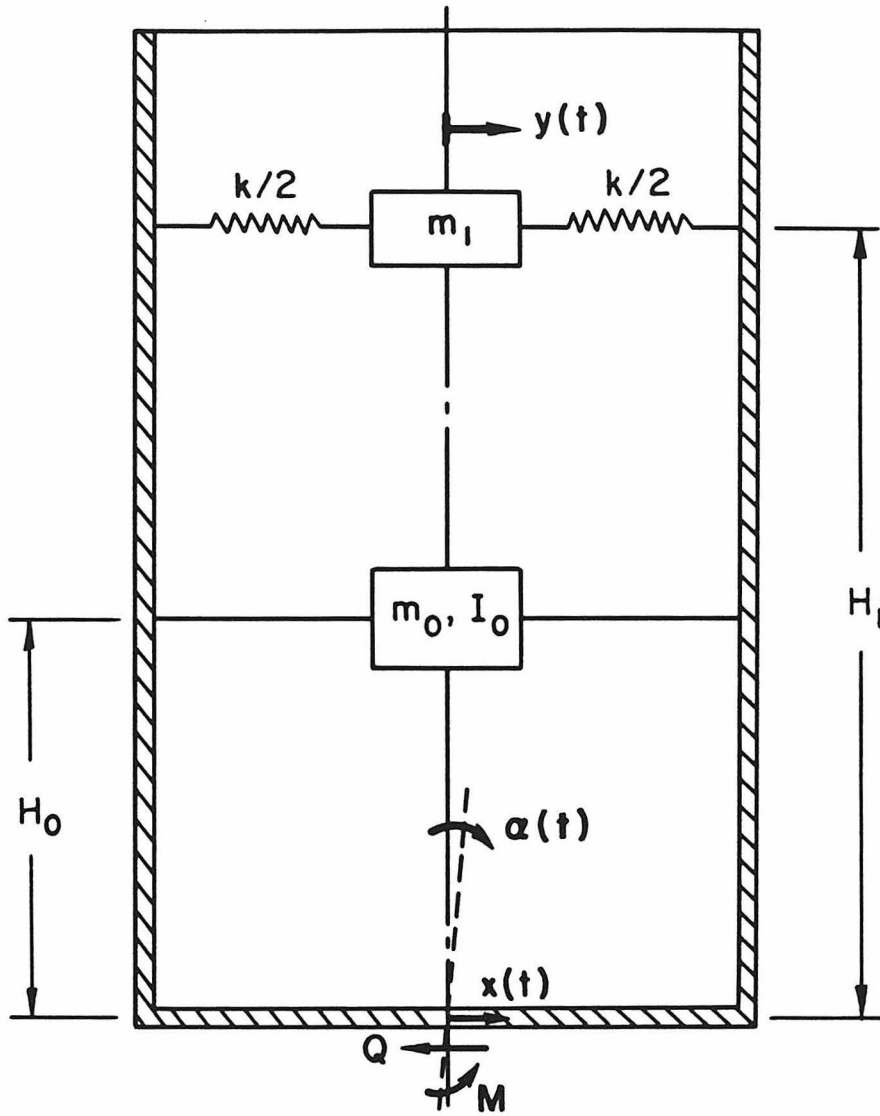 y(t)
k/2
k/2
m₁
H₁
m₀, I₀
H₀
α(t)
x(t)
Q
M